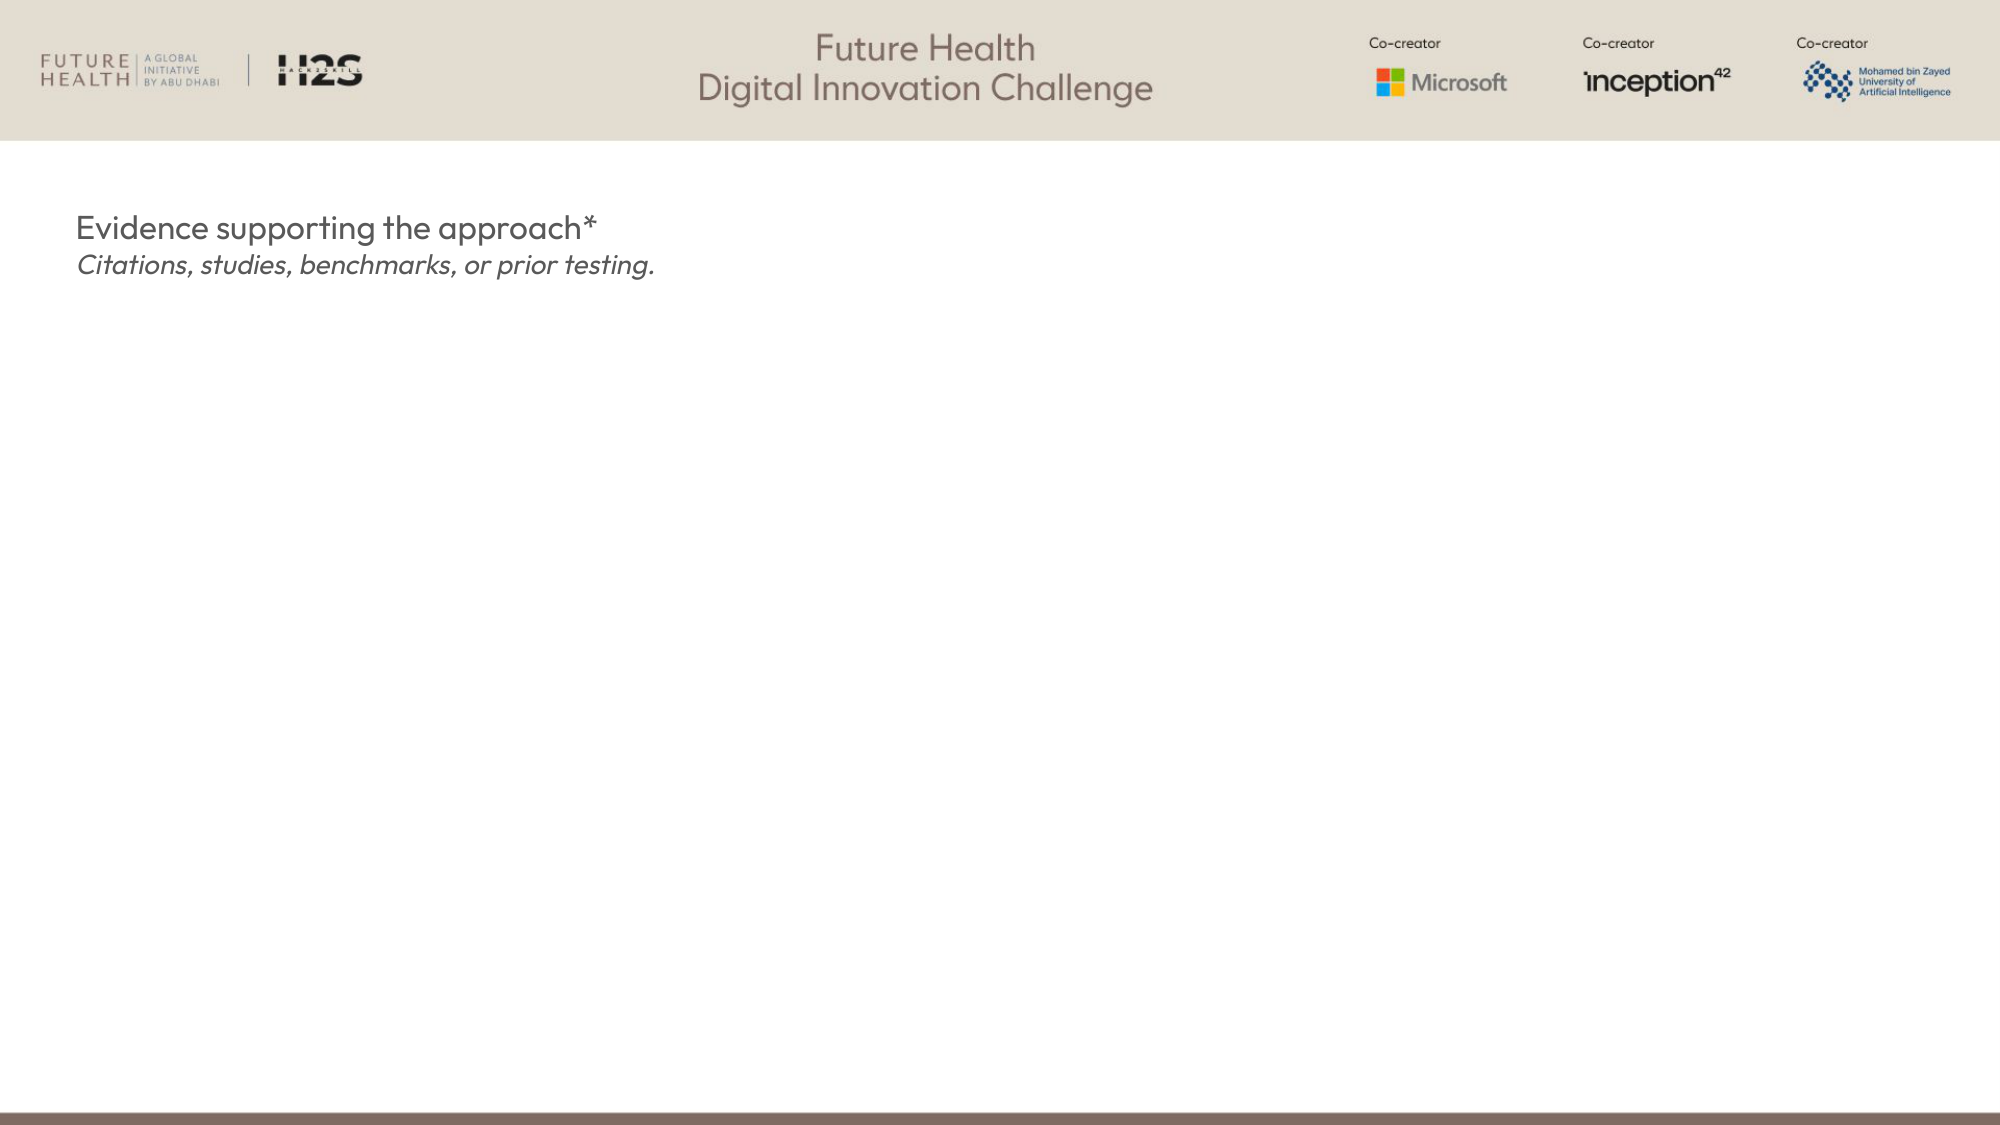 FUTURE
HEALTH
A GLOBAL
INITIATIVE
BY ABU DHABI
H2S
HACK2SKILL
Future Health
Digital Innovation Challenge
Co-creator
Microsoft
Co-creator
inception42
Co-creator
Mohamed bin Zayed
University of
Artificial Intelligence
Evidence supporting the approach*
Citations, studies, benchmarks, or prior testing.